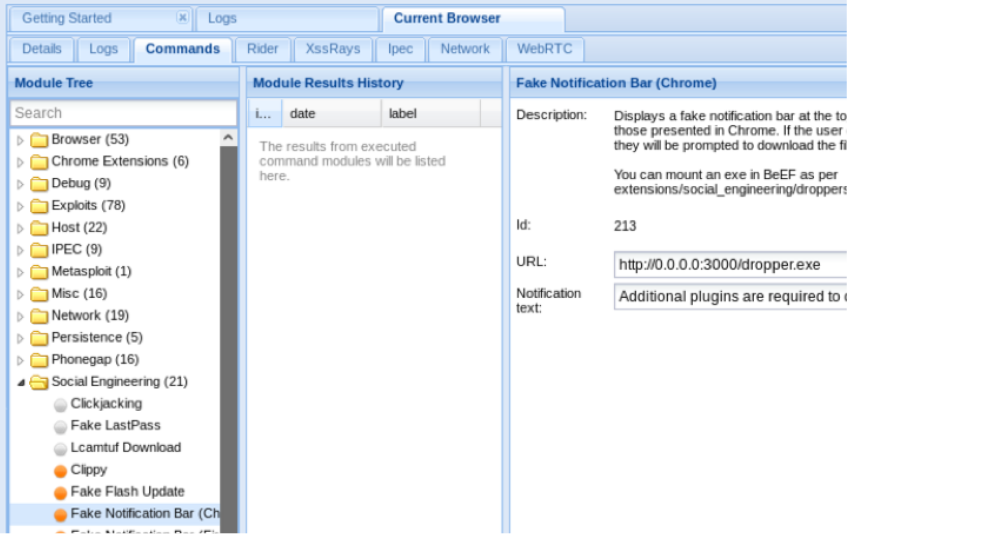 Getting Started
Logs
Current Browser
Details
Logs
Commands
Rider
XssRays
Ipec
Network
WebRTC
Module Tree
Search
Browser (53)
Chrome Extensions (6)
Debug (9)
Exploits (78)
Host (22)
IPEC (9)
Metasploit (1)
Misc (16)
Network (19)
Persistence (5)
Phonegap (16)
Social Engineering (21)
Clickjacking
Fake LastPass
Lcamtuf Download
Clippy
Fake Flash Update
Fake Notification Bar (Ch
Module Results History
i...
date
label
The results from executed
command modules will be listed
here.
Fake Notification Bar (Chrome)
Description:
Displays a fake notification bar at the to
those presented in Chrome. If the user
they will be prompted to download the fi
You can mount an exe in BeEF as per
extensions/social_engineering/droppers
Id:
213
URL:
http://0.0.0.0:3000/dropper.exe
Notification
text:
Additional plugins are required to